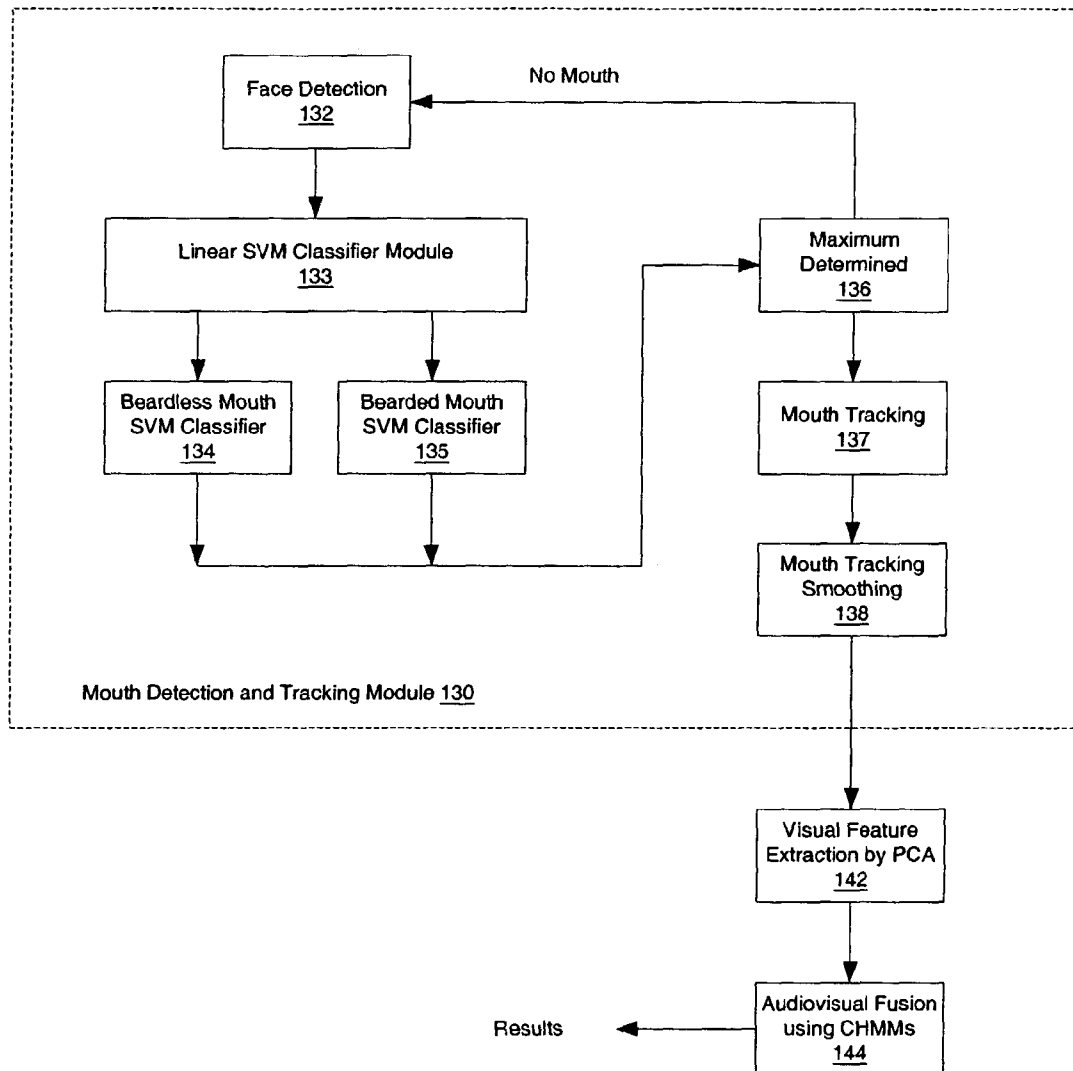 No Mouth
Face Detection
132
Linear SVM Classifier Module
133
Maximum
Determined
136
Beardless Mouth
SVM Classifier
134
Bearded Mouth
SVM Classifier
135
Mouth Tracking
137
Mouth Tracking
Smoothing
138
Mouth Detection and Tracking Module 130
Visual Feature
Extraction by PCA
142
Audiovisual Fusion
using CHMMs
144
Results